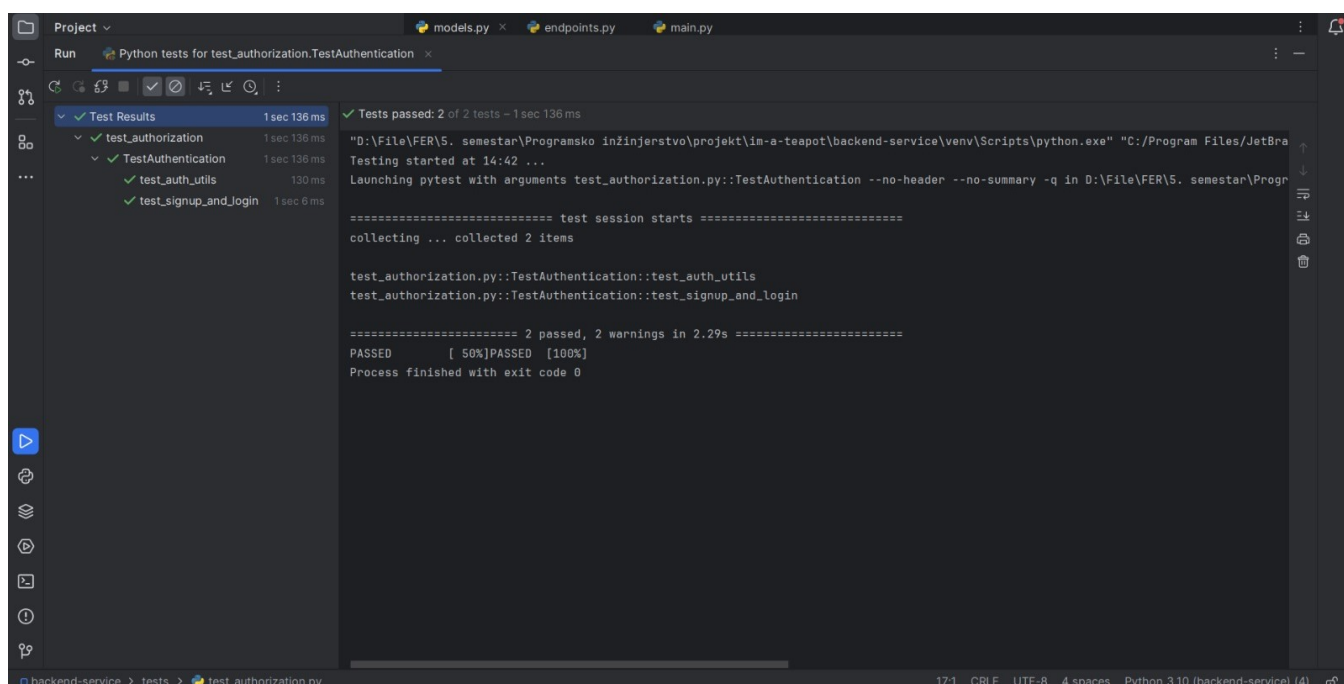 Project
models.py
endpoints.py
main.py
Run
Python tests for test_authorization.TestAuthentication
Test Results 1 sec 136 ms
test_authorization 1 sec 136 ms
TestAuthentication 1 sec 136 ms
test_auth_utils 130 ms
test_signup_and_login 1 sec 6 ms
Tests passed: 2 of 2 tests – 1 sec 136 ms
"D:\File\FER\5. semestar\Programsko inžinjerstvo\projekt\im-a-teapot\backend-service\venv\Scripts\python.exe" "C:/Program Files/JetBra
Testing started at 14:42 ...
Launching pytest with arguments test_authorization.py::TestAuthentication --no-header --no-summary -q in D:\File\FER\5. semestar\Progr
============================= test session starts =============================
collecting ... collected 2 items
test_authorization.py::TestAuthentication::test_auth_utils
test_authorization.py::TestAuthentication::test_signup_and_login
======================== 2 passed, 2 warnings in 2.29s ========================
PASSED [ 50%]PASSED [100%]
Process finished with exit code 0
backend-service > tests > test_authorization.py
17:1 CRLF UTF-8 4 spaces Python 3.10 (backend-service) (4)